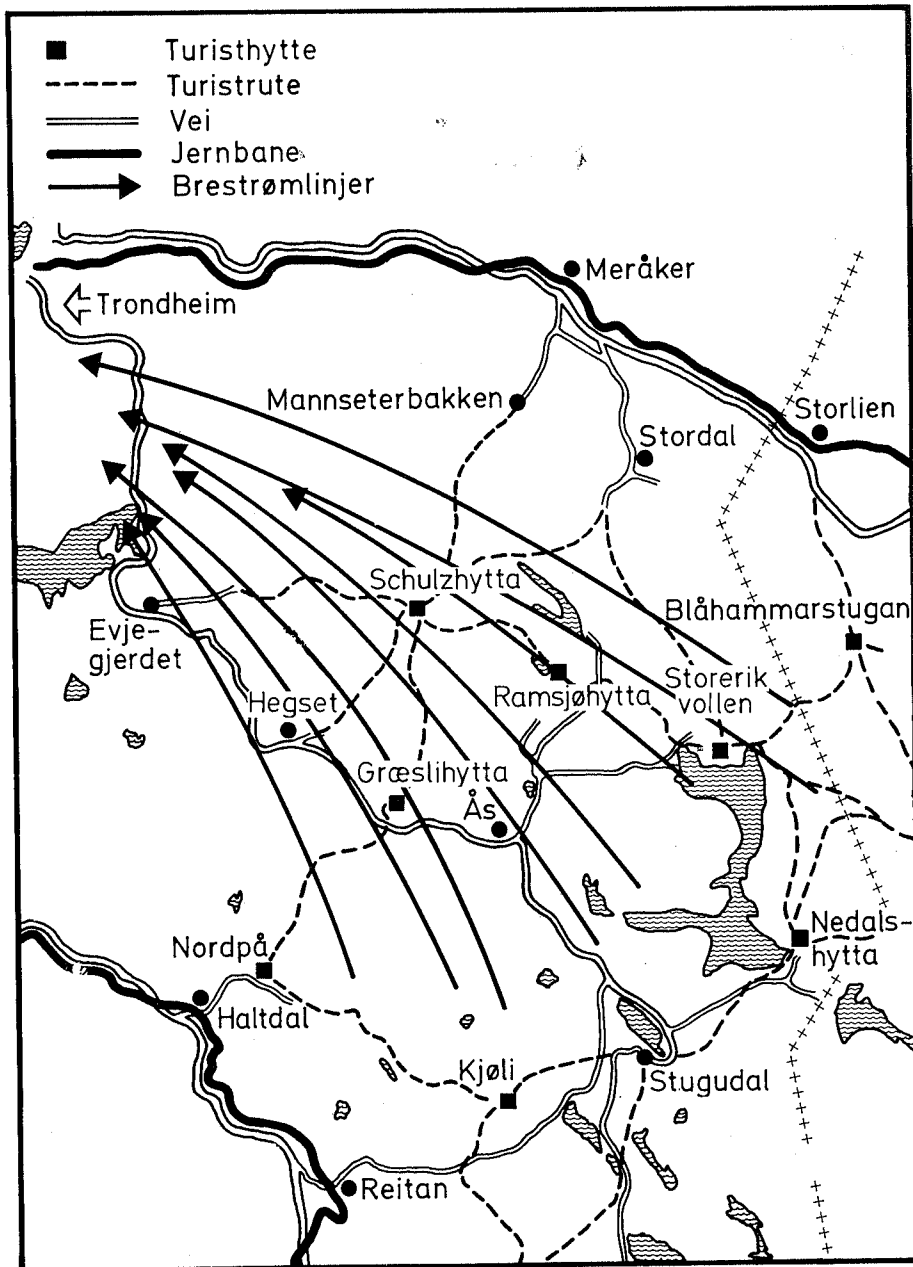 Turisthytte
Turistrute
Vei
Jernbane
Brestrømlinjer
Meråker
Trondheim
Mannseterbakken
Storlien
Stordal
Schulzhytta
Blåhammarstugan
Evje-
gjerdet
Storerik
vollen
Ramsjøhytta
Hegset
Græslihytta
Ås
Nedals-
hytta
Nordpå
Haltdal
Kjøli
Stugudal
Reitan